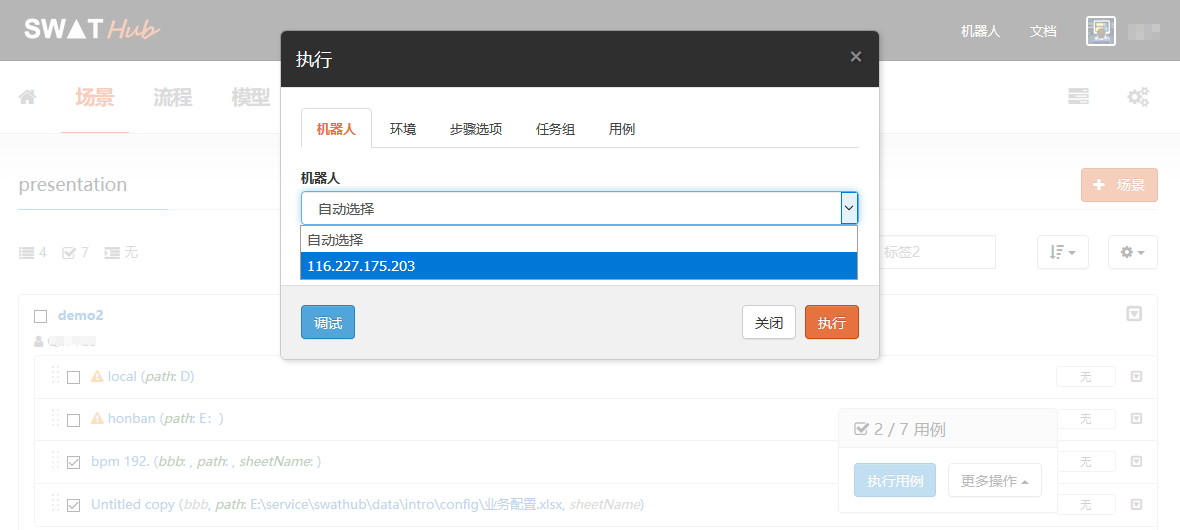 SWATHub
机器人 文档
执行 ×
场景 流程 模型
机器人 环境 步骤选项 任务组 用例
presentation
+ 场景
机器人
自动选择
自动选择
116.227.175.203
4 7 无
标签2
调试 关闭 执行
demo2
local (path: D) 无
honban (path: E: ) 无
2 / 7 用例
bpm 192. (bbb: , path: , sheetName: ) 无
执行用例 更多操作
Untitled copy (bbb, path: E:\service\swathub\data\intro\config\业务配置.xlsx, sheetName) 无